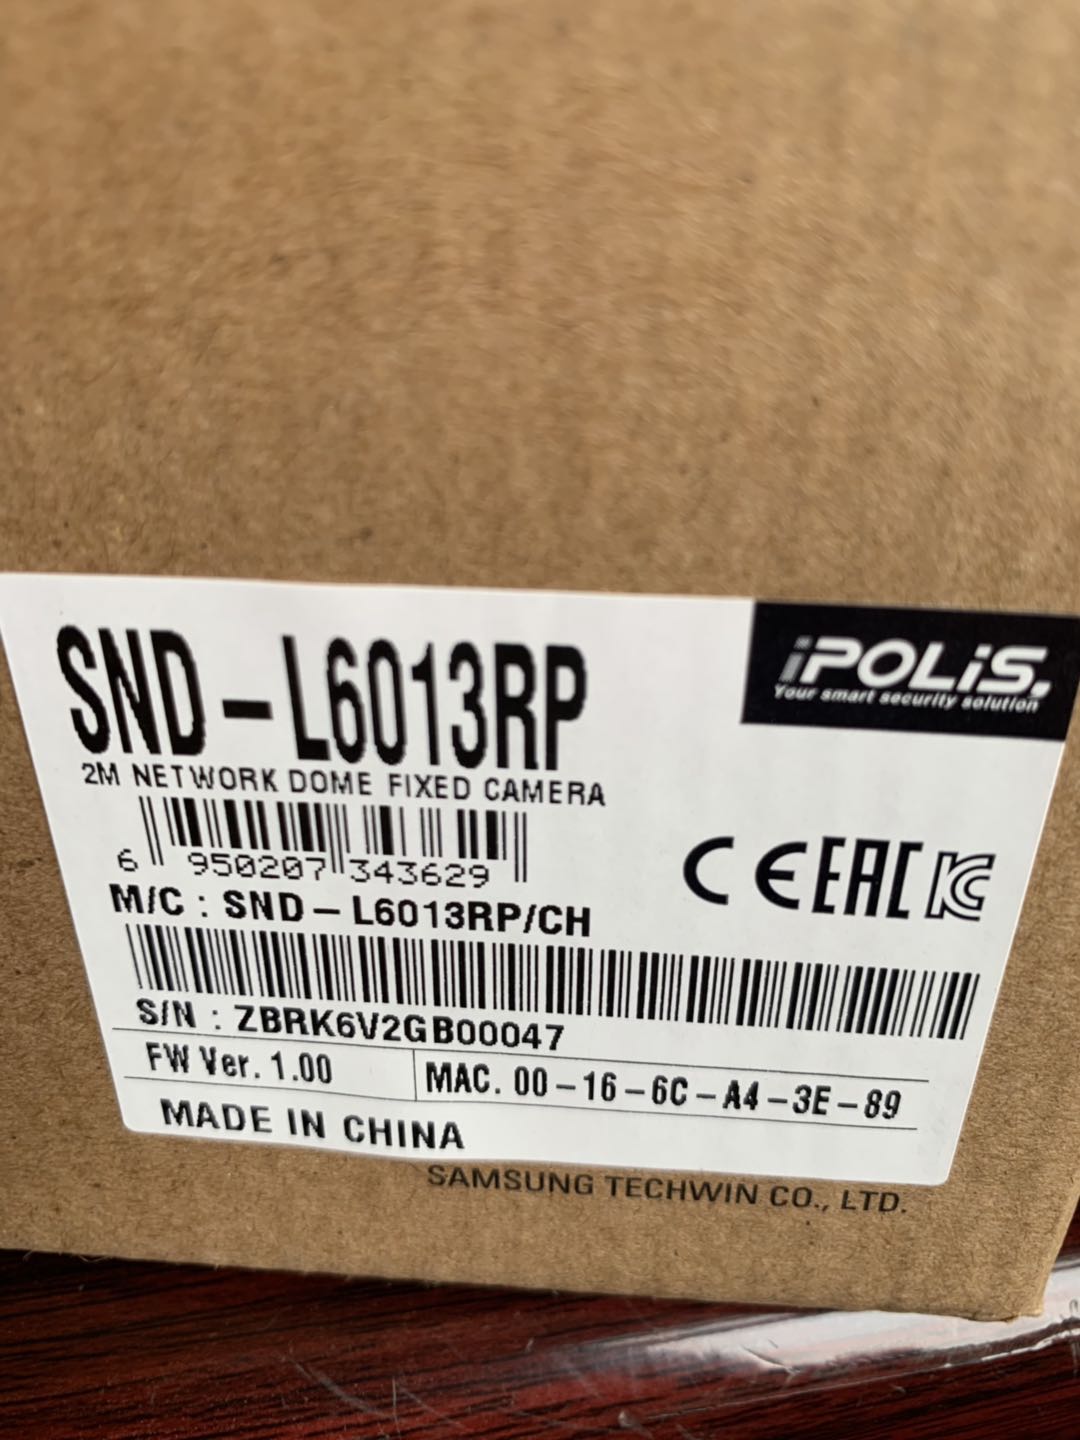 SND-L6013RP
iPOLiS.
Your smart security solution
2M NETWORK DOME FIXED CAMERA
6 950207 343629
CE EAC KC
M/C : SND-L6013RP/CH
S/N : ZBRK6V2GB00047
FW Ver. 1.00
MAC. 00-16-6C-A4-3E-89
MADE IN CHINA
SAMSUNG TECHWIN CO., LTD.